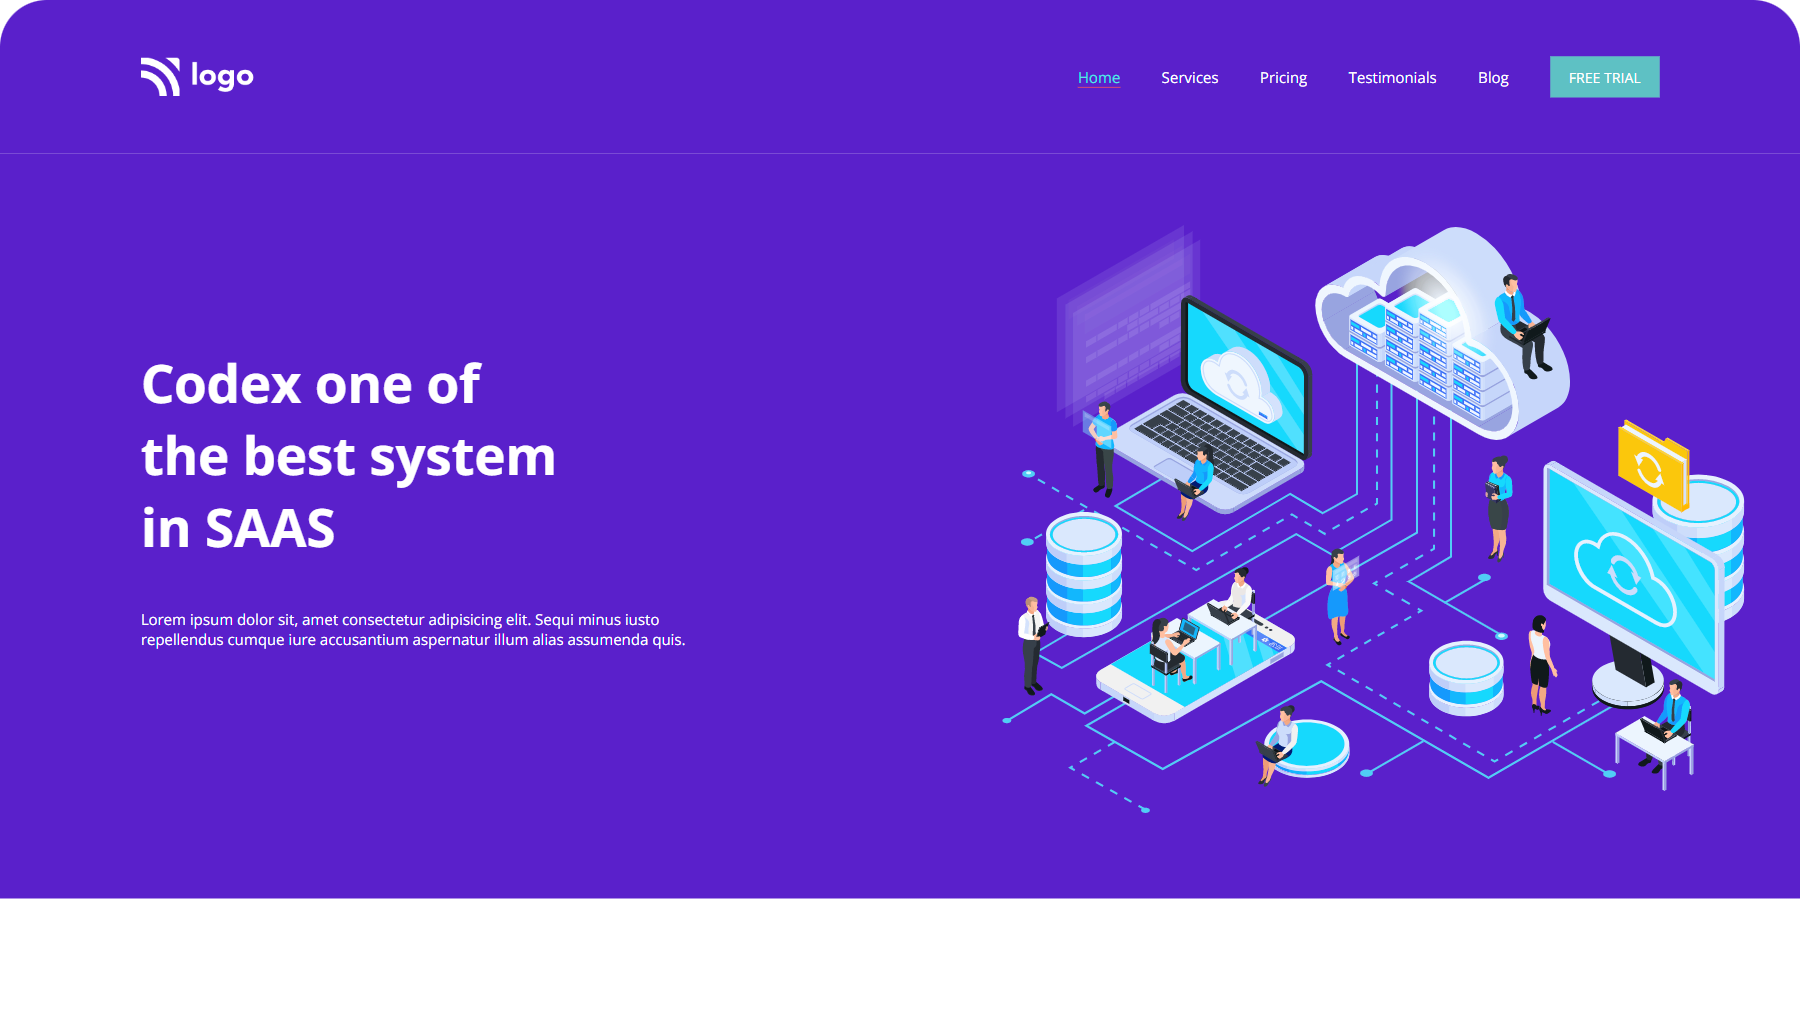 logo
Home
Services
Pricing
Testimonials
Blog
FREE TRIAL
Codex one of
the best system
in SAAS
Lorem ipsum dolor sit, amet consectetur adipisicing elit. Sequi minus iusto
repellendus cumque iure accusantium aspernatur illum alias assumenda quis.